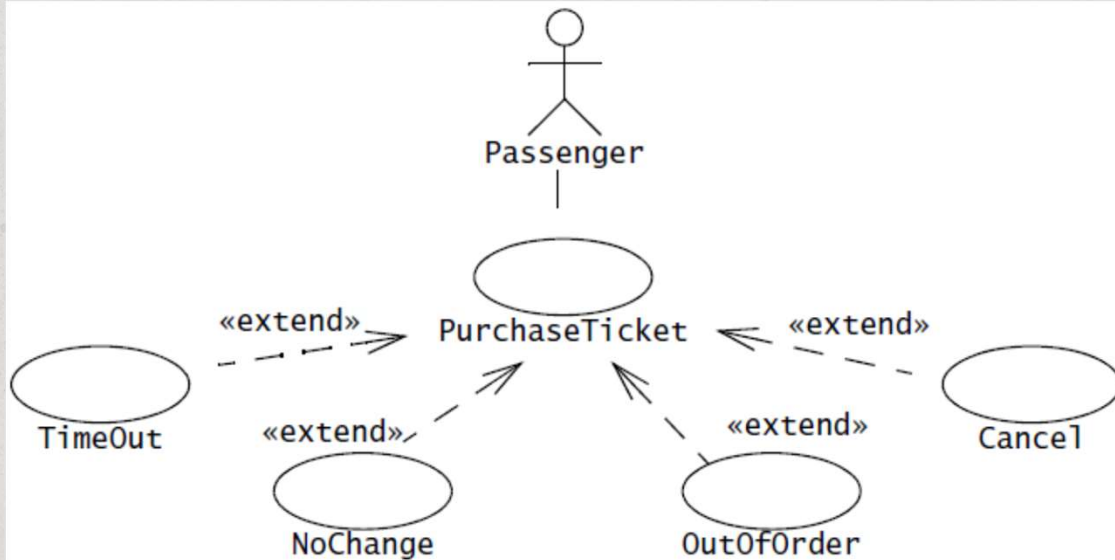 Passenger
«extend»
PurchaseTicket
«extend»
TimeOut
«extend»
«extend»
Cancel
NoChange
OutOfOrder